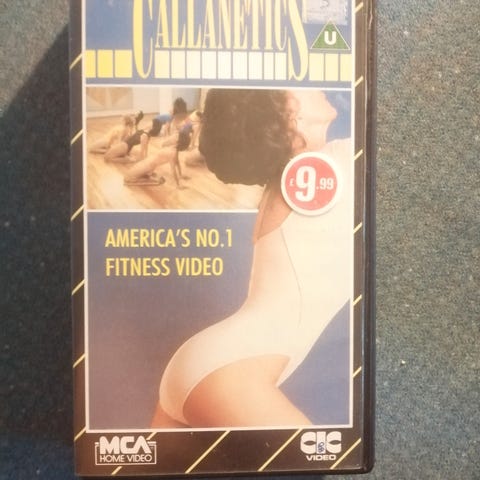 CALLANETICS
U
£9.99
AMERICA'S NO.1
FITNESS VIDEO
MCA
HOME VIDEO
CIC
VIDEO